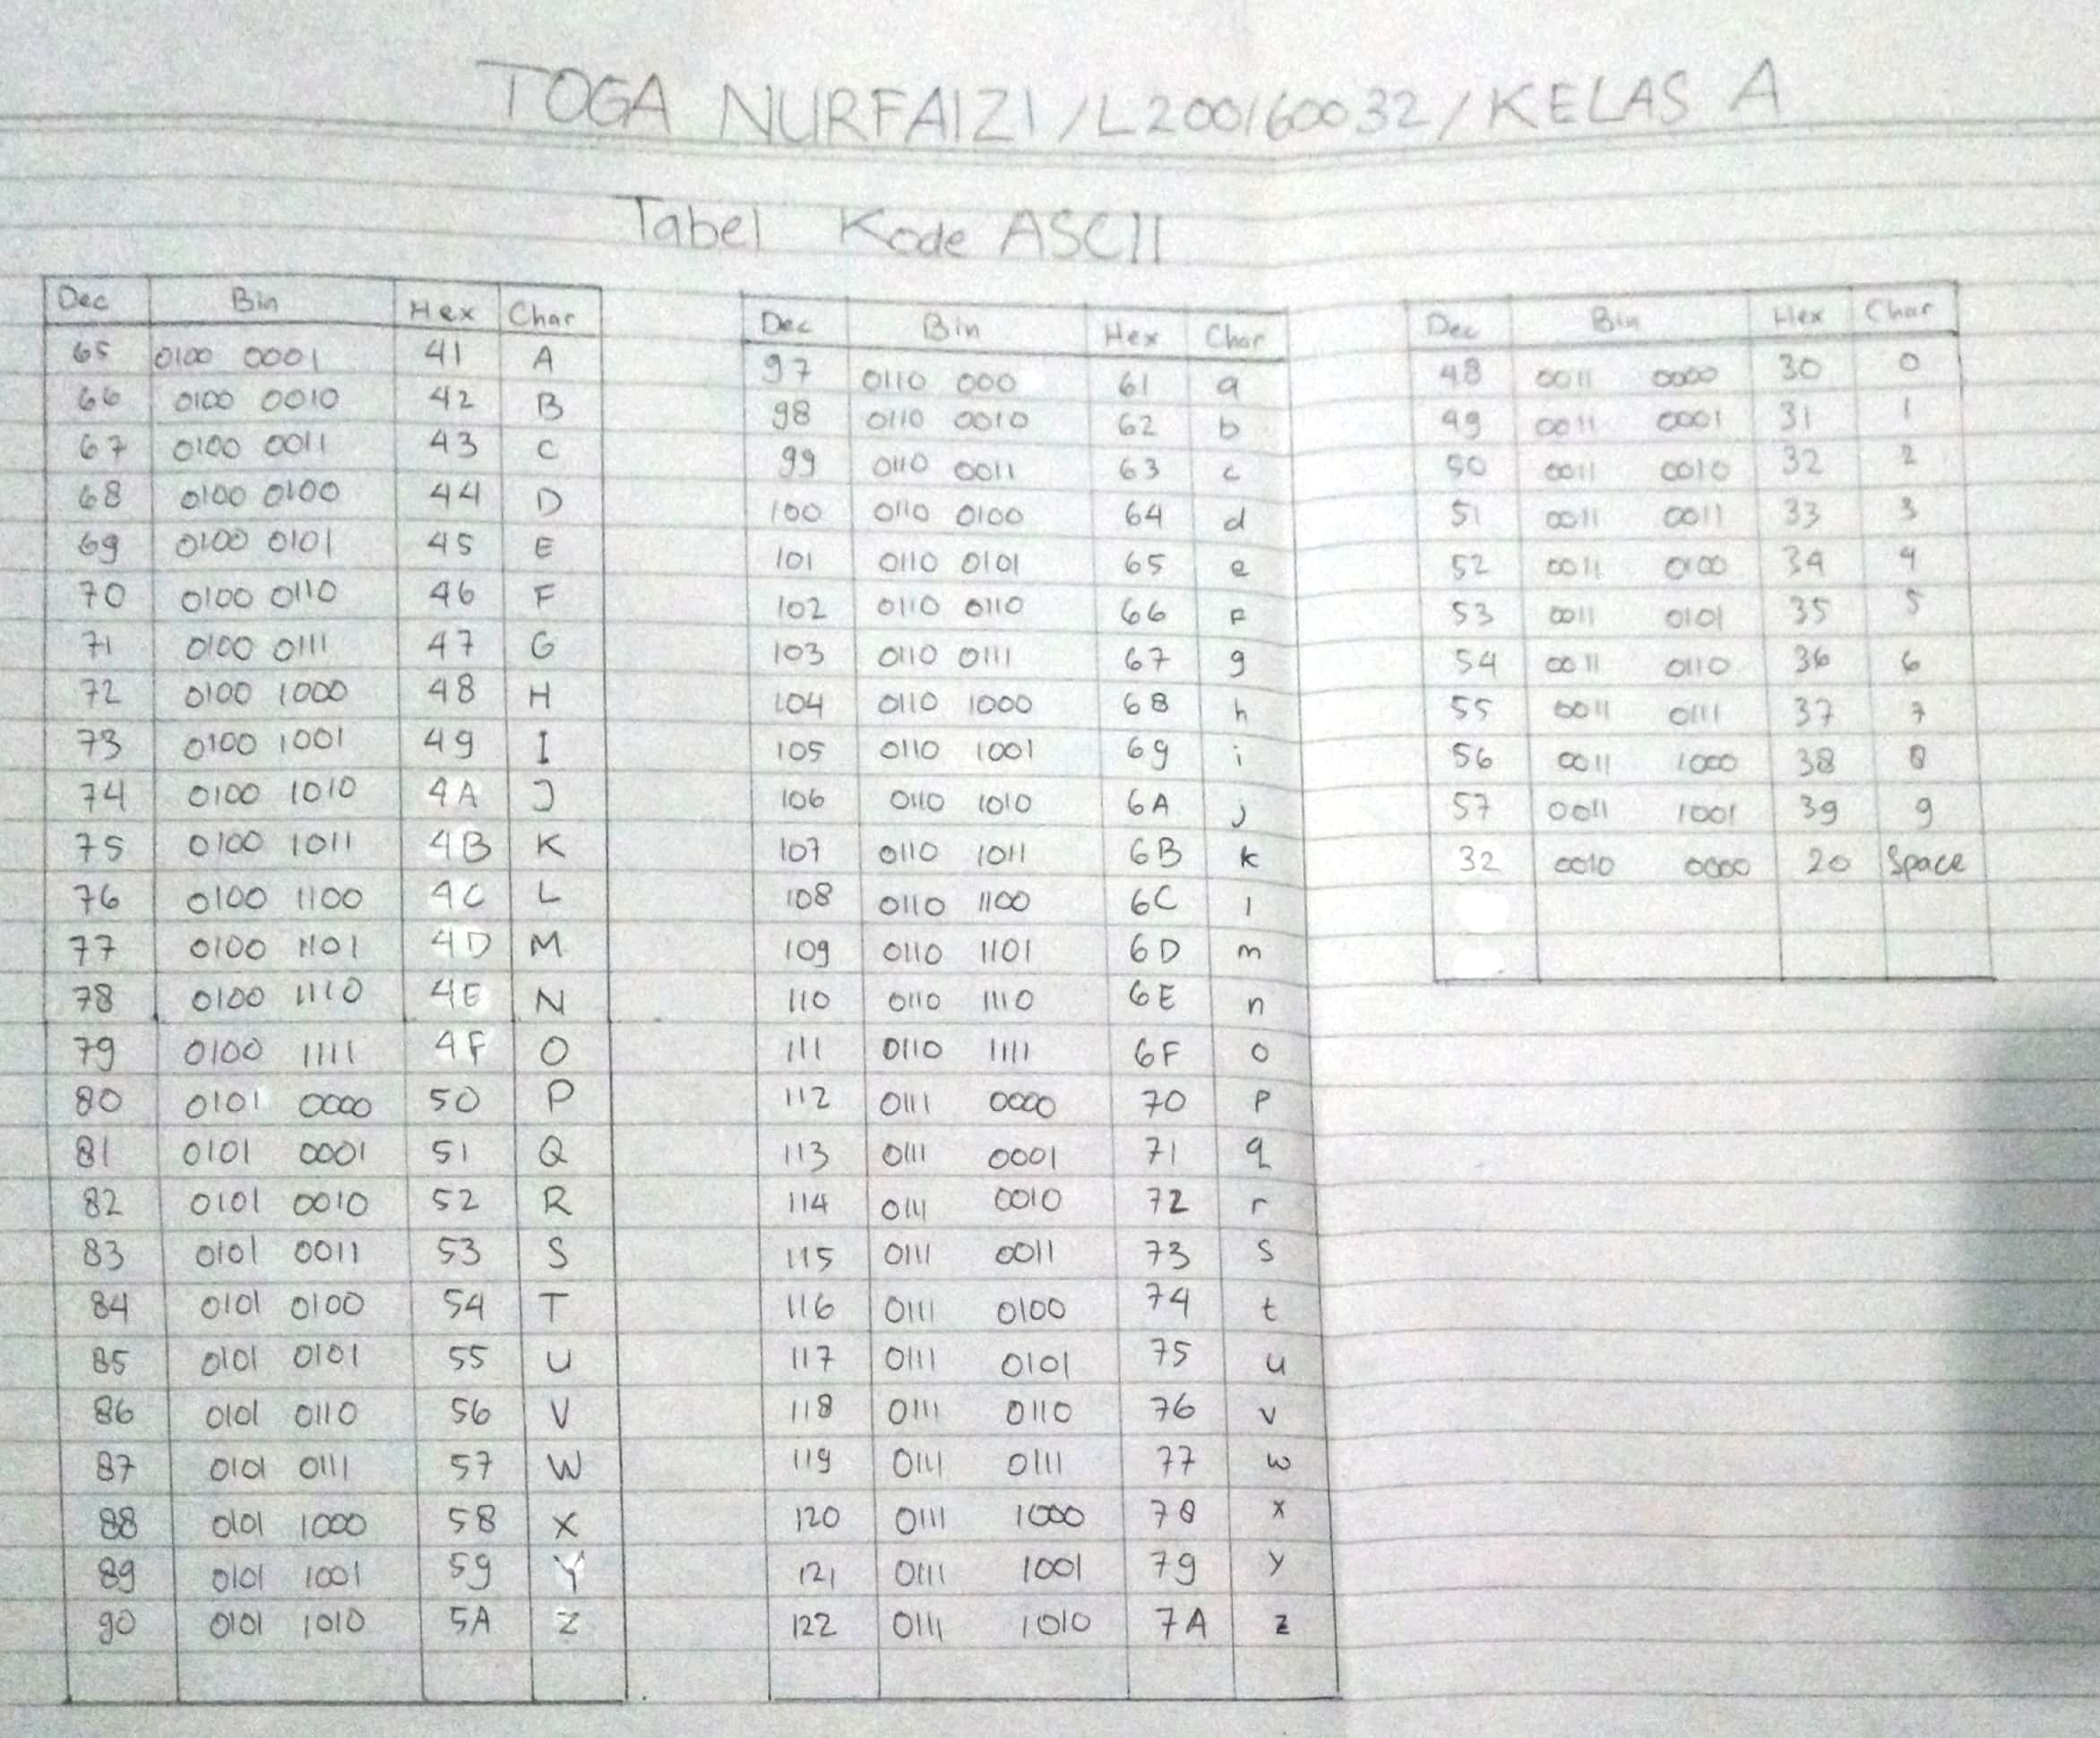 TOGA NURFAIZI/L200160032/KELAS A
Tabel Kode ASCII
Dec Bin Hex Char
65 0100 0001 41 A
66 0100 0010 42 B
67 0100 0011 43 C
68 0100 0100 44 D
69 0100 0101 45 E
70 0100 0110 46 F
71 0100 0111 47 G
72 0100 1000 48 H
73 0100 1001 49 I
74 0100 1010 4A J
75 0100 1011 4B K
76 0100 1100 4C L
77 0100 1101 4D M
78 0100 1110 4E N
79 0100 1111 4F O
80 0101 0000 50 P
81 0101 0001 51 Q
82 0101 0010 52 R
83 0101 0011 53 S
84 0101 0100 54 T
85 0101 0101 55 U
86 0101 0110 56 V
87 0101 0111 57 W
88 0101 1000 58 X
89 0101 1001 59 Y
90 0101 1010 5A Z
Dec Bin Hex Char
97 0110 000 61 a
98 0110 0010 62 b
99 0110 0011 63 c
100 0110 0100 64 d
101 0110 0101 65 e
102 0110 0110 66 F
103 0110 0111 67 g
104 0110 1000 68 h
105 0110 1001 69 i
106 0110 1010 6A j
107 0110 1011 6B k
108 0110 1100 6C l
109 0110 1101 6D m
110 0110 1110 6E n
111 0110 1111 6F o
112 0111 0000 70 p
113 0111 0001 71 q
114 0111 0010 72 r
115 0111 0011 73 s
116 0111 0100 74 t
117 0111 0101 75 u
118 0111 0110 76 v
119 0111 0111 77 w
120 0111 1000 78 x
121 0111 1001 79 y
122 0111 1010 7A z
Dec Bin Hex Char
48 0011 0000 30 0
49 0011 0001 31 1
50 0011 0010 32 2
51 0011 0011 33 3
52 0011 0100 34 4
53 0011 0101 35 5
54 0011 0110 36 6
55 0011 0111 37 7
56 0011 1000 38 8
57 0011 1001 39 9
32 0010 0000 20 Space